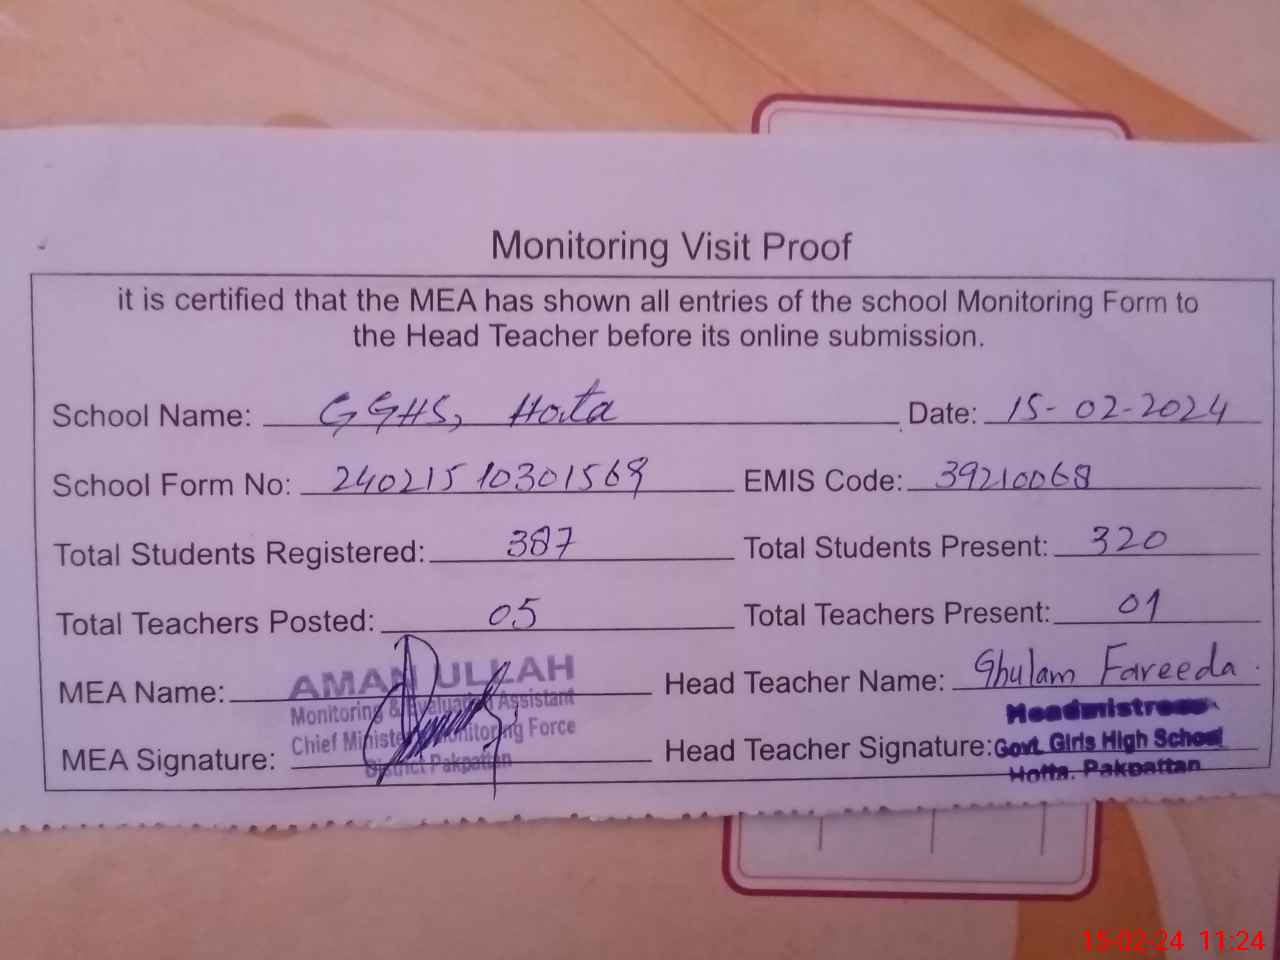 Monitoring Visit Proof
it is certified that the MEA has shown all entries of the school Monitoring Form to
the Head Teacher before its online submission.
School Name: GGHS, Hota Date: 15-02-2024
School Form No: 24021510301569 EMIS Code: 39210068
Total Students Registered: 387 Total Students Present: 320
Total Teachers Posted: 05 Total Teachers Present: 01
MEA Name: AMAN ULLAH Head Teacher Name: Ghulam Fareeda
Monitoring & Evaluation Assistant
Chief Minister Monitoring Force
District Pakpattan
MEA Signature: Head Teacher Signature:
Headmistress
Govt. Girls High School
Hotta, Pakpattan
15-02-24 11:24